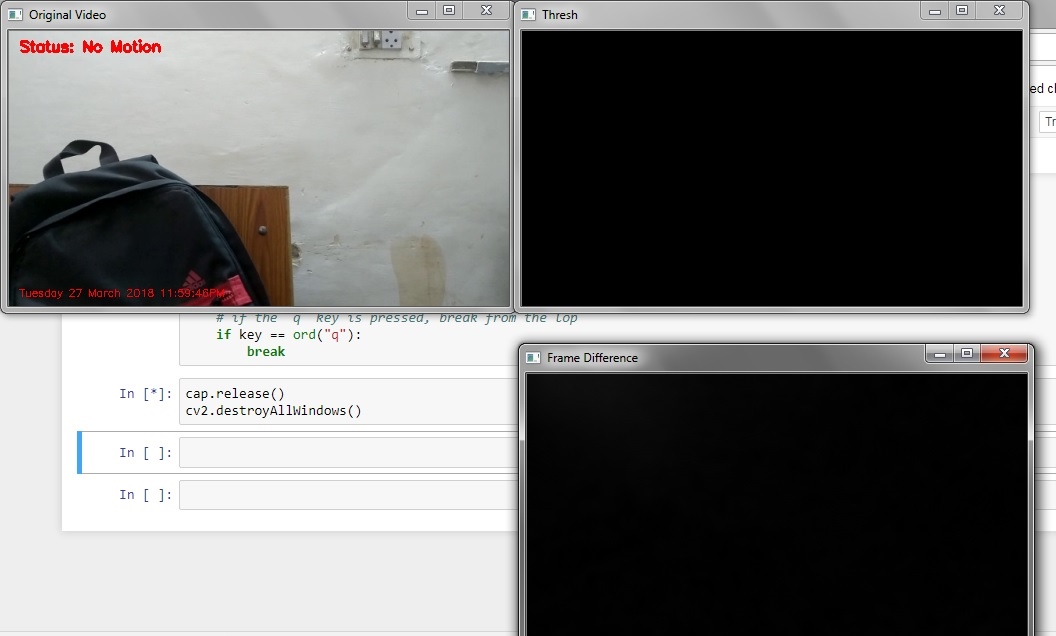 Original Video
Thresh
Status: No Motion
Tuesday 27 March 2018 11:59:46PM
ed cl
Tr
# if the q key is pressed, break from the lop
if key == ord("q"):
break
Frame Difference
In [*]:
cap.release()
cv2.destroyAllWindows()
In [ ]:
In [ ]: